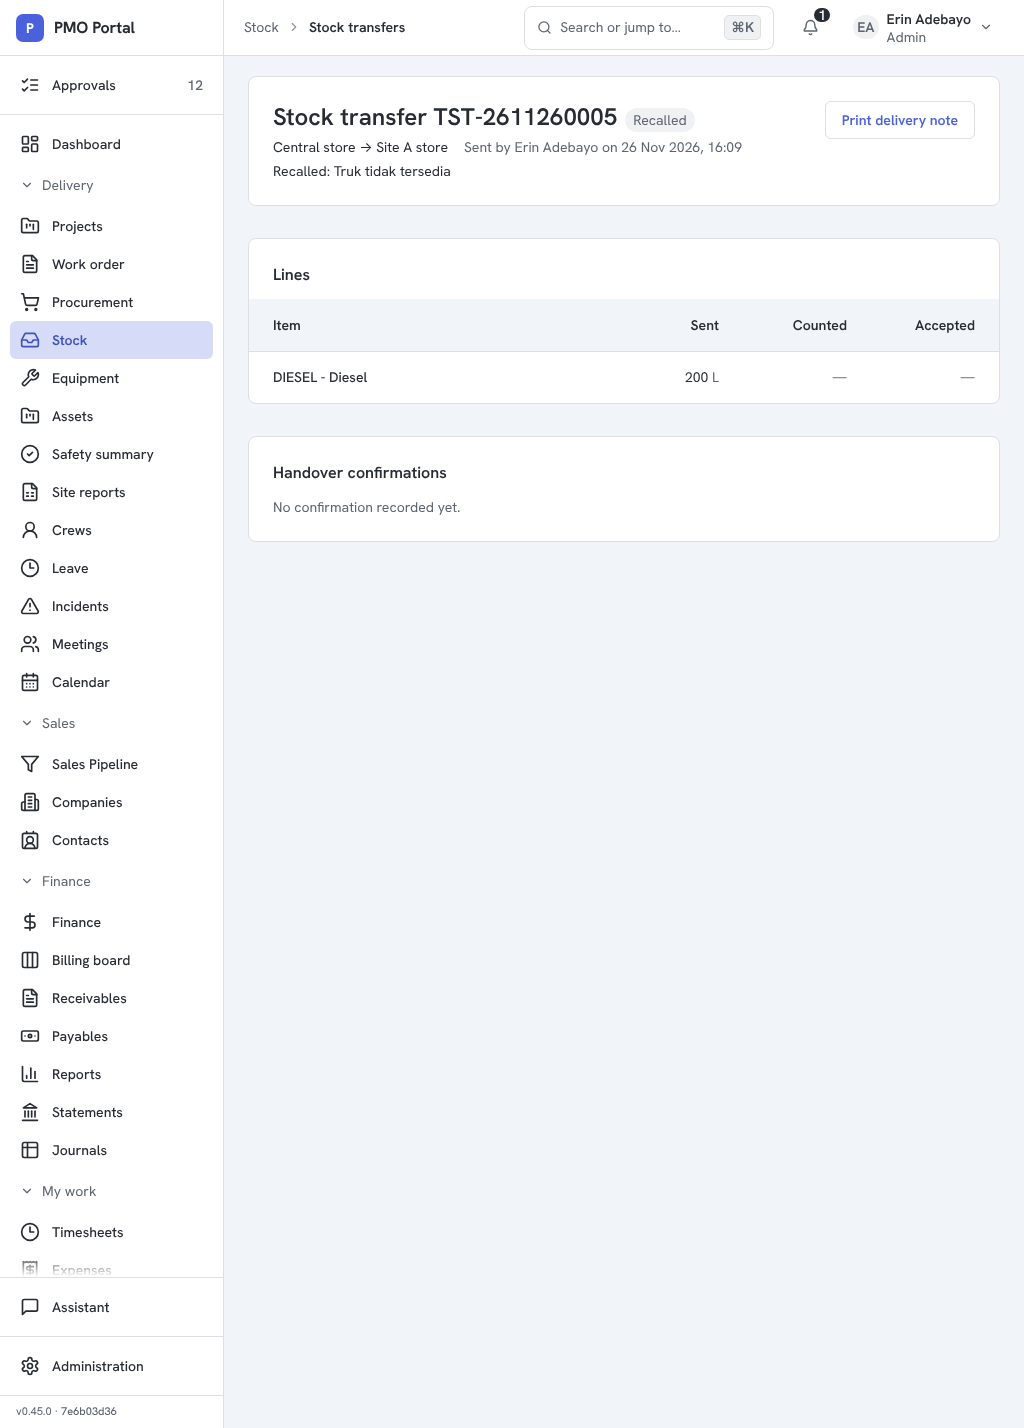 P PMO Portal
Approvals 12
Dashboard
Delivery
Projects
Work order
Procurement
Stock
Equipment
Assets
Safety summary
Site reports
Crews
Leave
Incidents
Meetings
Calendar
Sales
Sales Pipeline
Companies
Contacts
Finance
Finance
Billing board
Receivables
Payables
Reports
Statements
Journals
My work
Timesheets
Expenses
Assistant
Administration
v0.45.0 · 7e6b03d36
Stock > Stock transfers
Search or jump to... ⌘K
1
EA Erin Adebayo
Admin
Stock transfer TST-2611260005 Recalled
Print delivery note
Central store → Site A store Sent by Erin Adebayo on 26 Nov 2026, 16:09
Recalled: Truk tidak tersedia
Lines
Item Sent Counted Accepted
DIESEL - Diesel 200 L — —
Handover confirmations
No confirmation recorded yet.